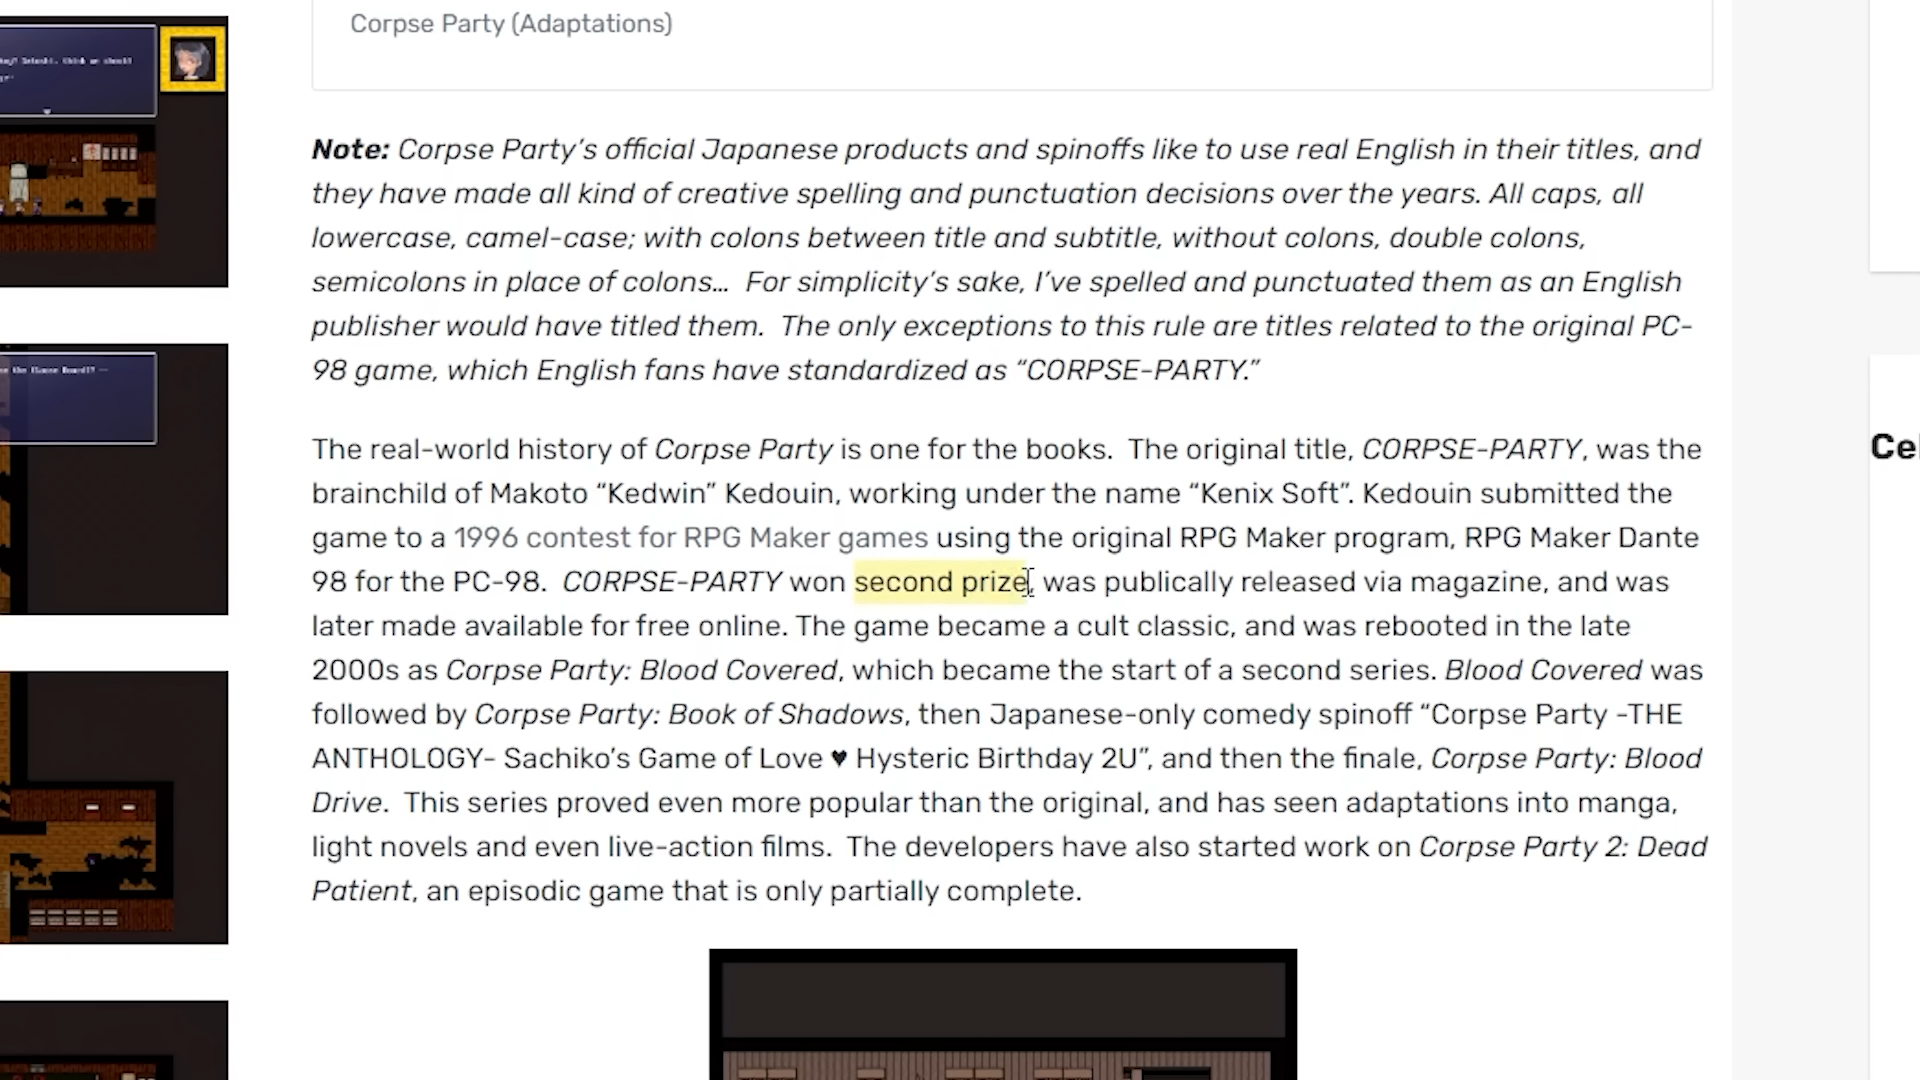 Corpse Party (Adaptations)
Note: Corpse Party’s official Japanese products and spinoffs like to use real English in their titles, and
they have made all kind of creative spelling and punctuation decisions over the years. All caps, all
lowercase, camel-case; with colons between title and subtitle, without colons, double colons,
semicolons in place of colons… For simplicity’s sake, I’ve spelled and punctuated them as an English
publisher would have titled them. The only exceptions to this rule are titles related to the original PC-
98 game, which English fans have standardized as “CORPSE-PARTY.”
The real-world history of Corpse Party is one for the books. The original title, CORPSE-PARTY, was the
brainchild of Makoto “Kedwin” Kedouin, working under the name “Kenix Soft”. Kedouin submitted the
game to a 1996 contest for RPG Maker games using the original RPG Maker program, RPG Maker Dante
98 for the PC-98. CORPSE-PARTY won second prize, was publically released via magazine, and was
later made available for free online. The game became a cult classic, and was rebooted in the late
2000s as Corpse Party: Blood Covered, which became the start of a second series. Blood Covered was
followed by Corpse Party: Book of Shadows, then Japanese-only comedy spinoff “Corpse Party -THE
ANTHOLOGY- Sachiko’s Game of Love ♥ Hysteric Birthday 2U”, and then the finale, Corpse Party: Blood
Drive. This series proved even more popular than the original, and has seen adaptations into manga,
light novels and even live-action films. The developers have also started work on Corpse Party 2: Dead
Patient, an episodic game that is only partially complete.
Cel